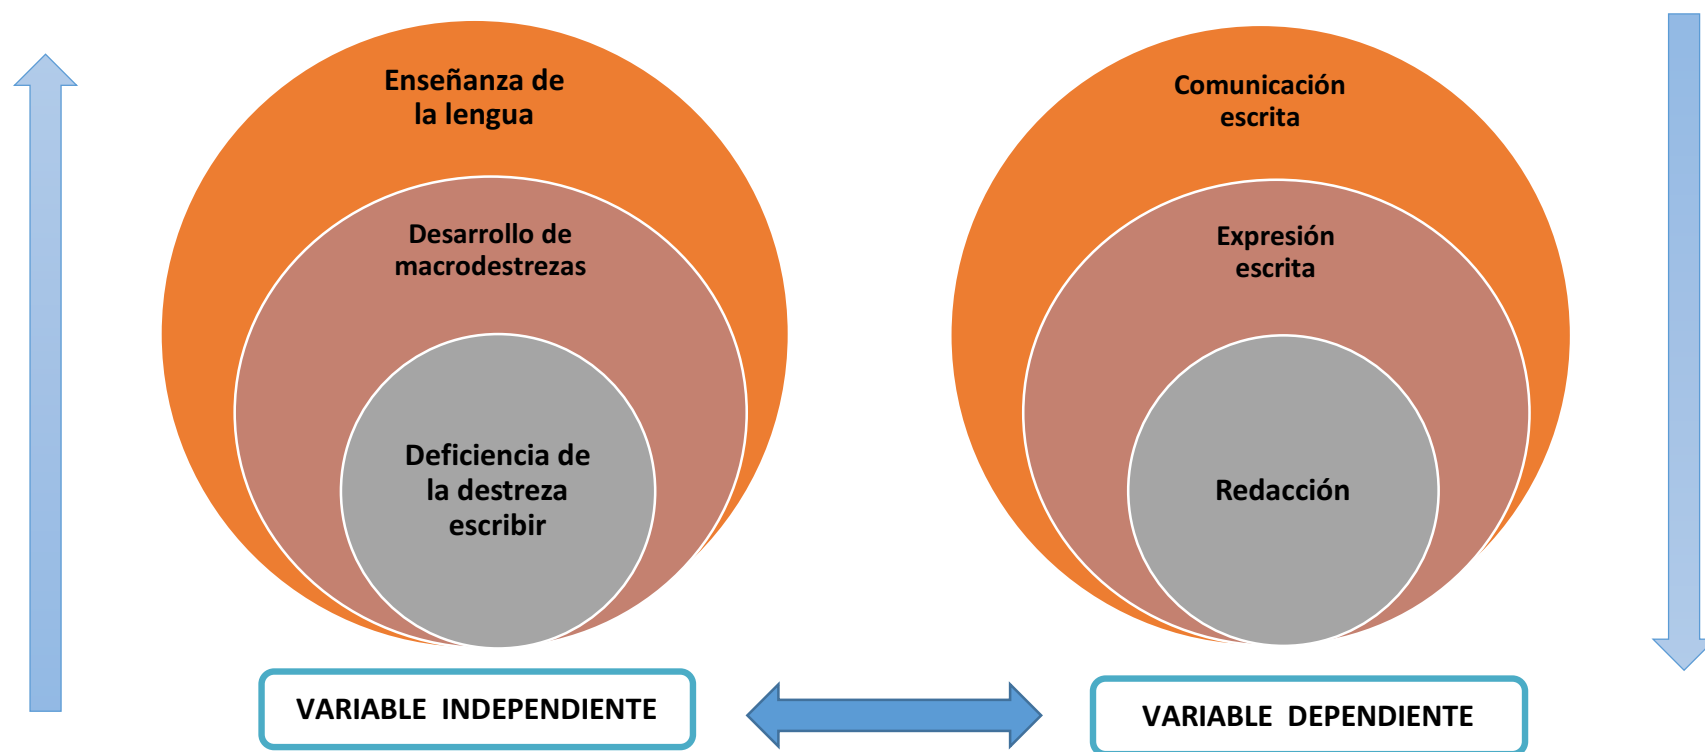 Enseñanza de
la lengua
Desarrollo de
macrodestrezas
Deficiencia de
la destreza
escribir
VARIABLE INDEPENDIENTE
Comunicación
escrita
Expresión
escrita
Redacción
VARIABLE DEPENDIENTE